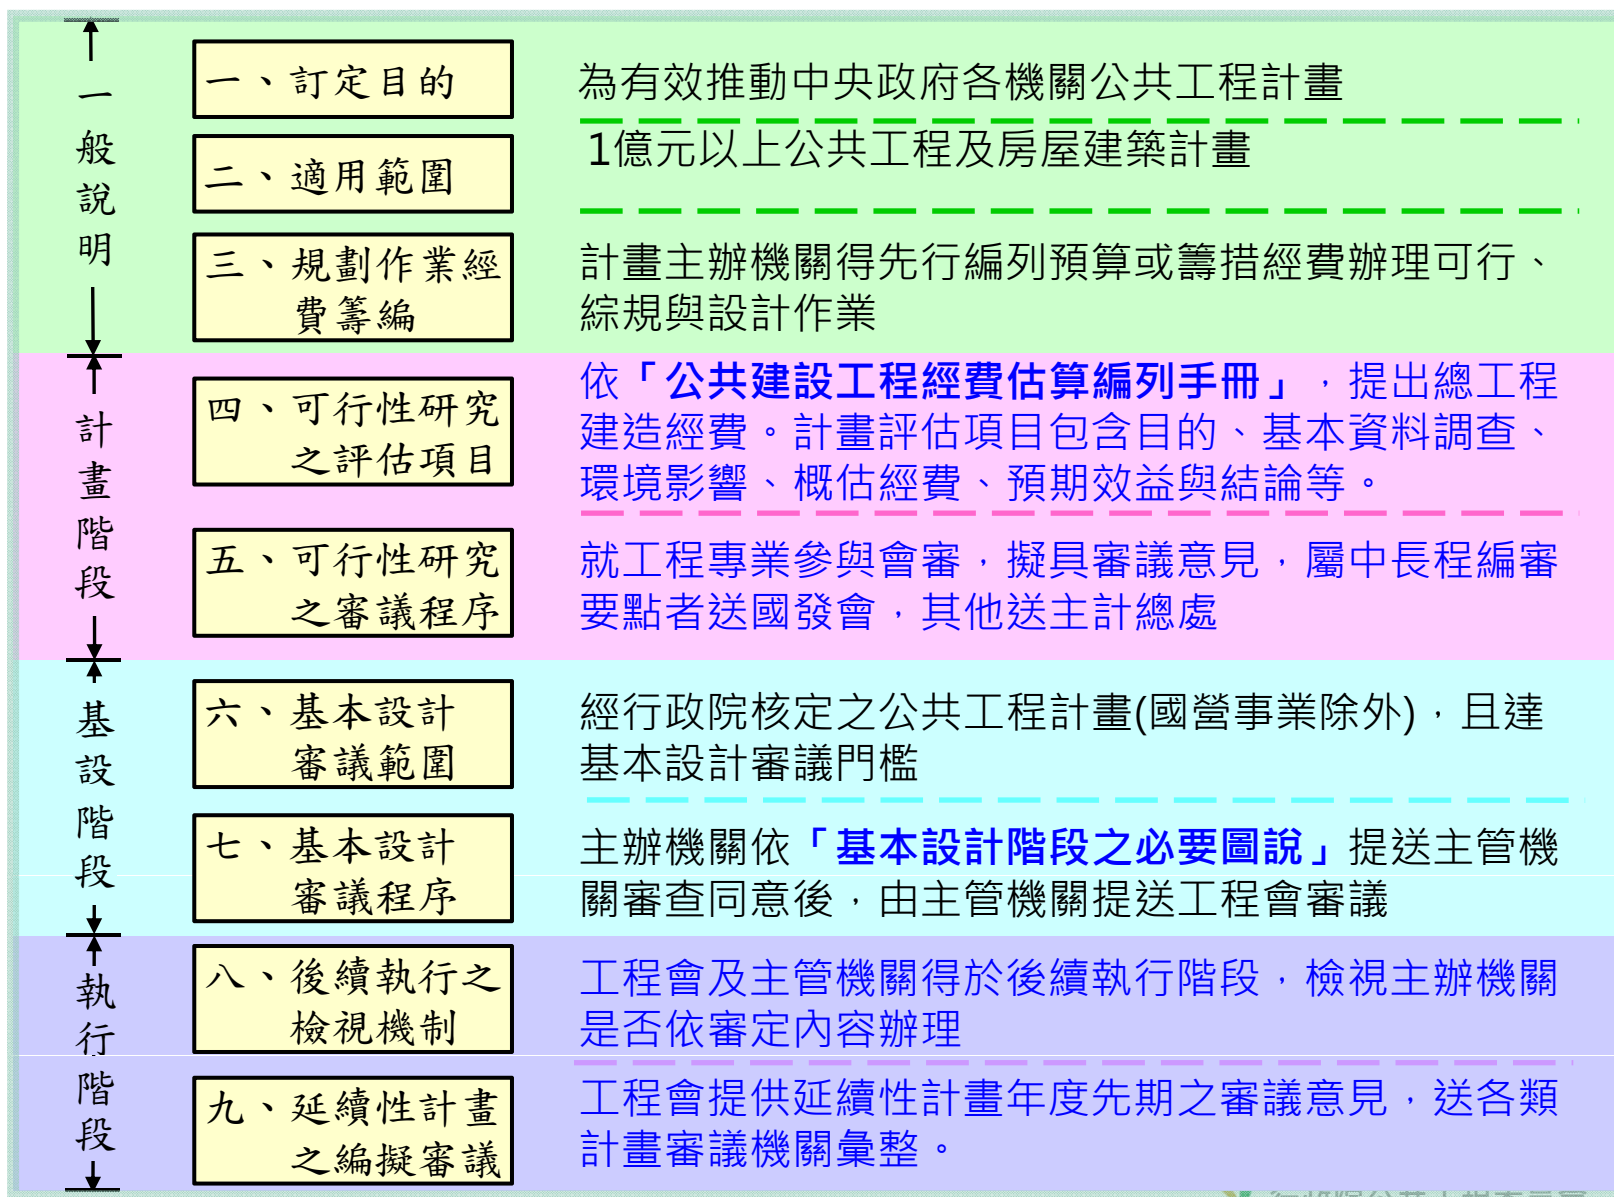 一般說明
一、訂定目的
為有效推動中央政府各機關公共工程計畫
二、適用範圍
1億元以上公共工程及房屋建築計畫
三、規劃作業經
費籌編
計畫主辦機關得先行編列預算或籌措經費辦理可行、
綜規與設計作業
計畫階段
四、可行性研究
之評估項目
依「公共建設工程經費估算編列手冊」，提出總工程
建造經費。計畫評估項目包含目的、基本資料調查、
環境影響、概估經費、預期效益與結論等。
五、可行性研究
之審議程序
就工程專業參與會審，擬具審議意見，屬中長程編審
要點者送國發會，其他送主計總處
基設階段
六、基本設計
審議範圍
經行政院核定之公共工程計畫(國營事業除外)，且達
基本設計審議門檻
七、基本設計
審議程序
主辦機關依「基本設計階段之必要圖說」提送主管機
關審查同意後，由主管機關提送工程會審議
執行階段
八、後續執行之
檢視機制
工程會及主管機關得於後續執行階段，檢視主辦機關
是否依審定內容辦理
九、延續性計畫
之編擬審議
工程會提供延續性計畫年度先期之審議意見，送各類
計畫審議機關彙整。